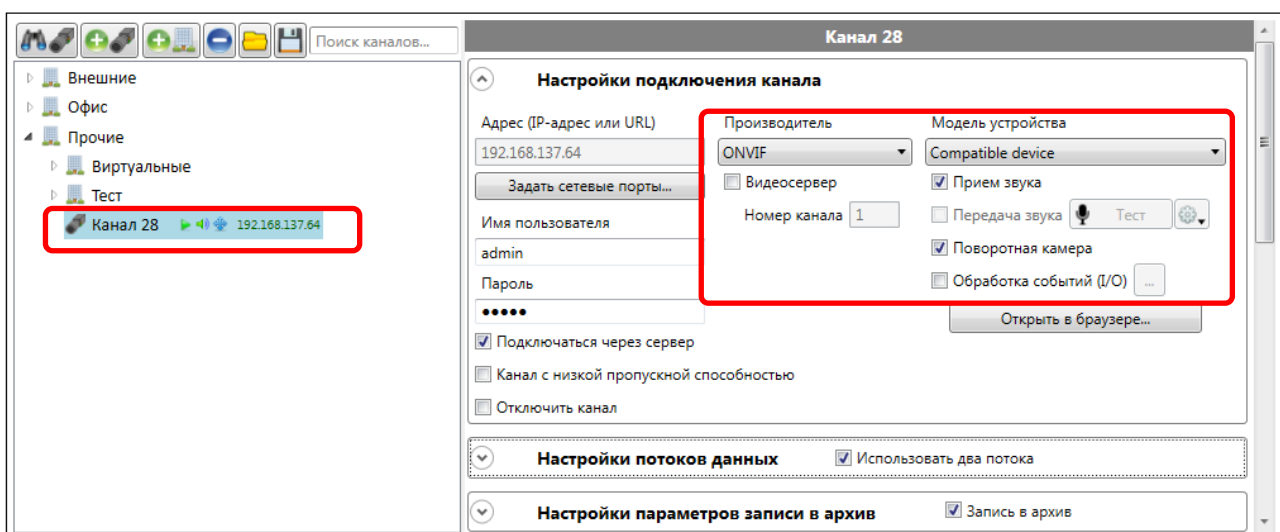 Поиск каналов...
Внешние
Офис
Прочие
Виртуальные
Тест
Канал 28 192.168.137.64
Канал 28
Настройки подключения канала
Адрес (IP-адрес или URL) Производитель Модель устройства
192.168.137.64 ONVIF Compatible device
Задать сетевые порты... Видеосервер Прием звука
Номер канала 1 Передача звука Тест
Имя пользователя
admin Поворотная камера
Пароль Обработка событий (I/O) ...
•••••
Открыть в браузере...
Подключаться через сервер
Канал с низкой пропускной способностью
Отключить канал
Настройки потоков данных Использовать два потока
Настройки параметров записи в архив Запись в архив